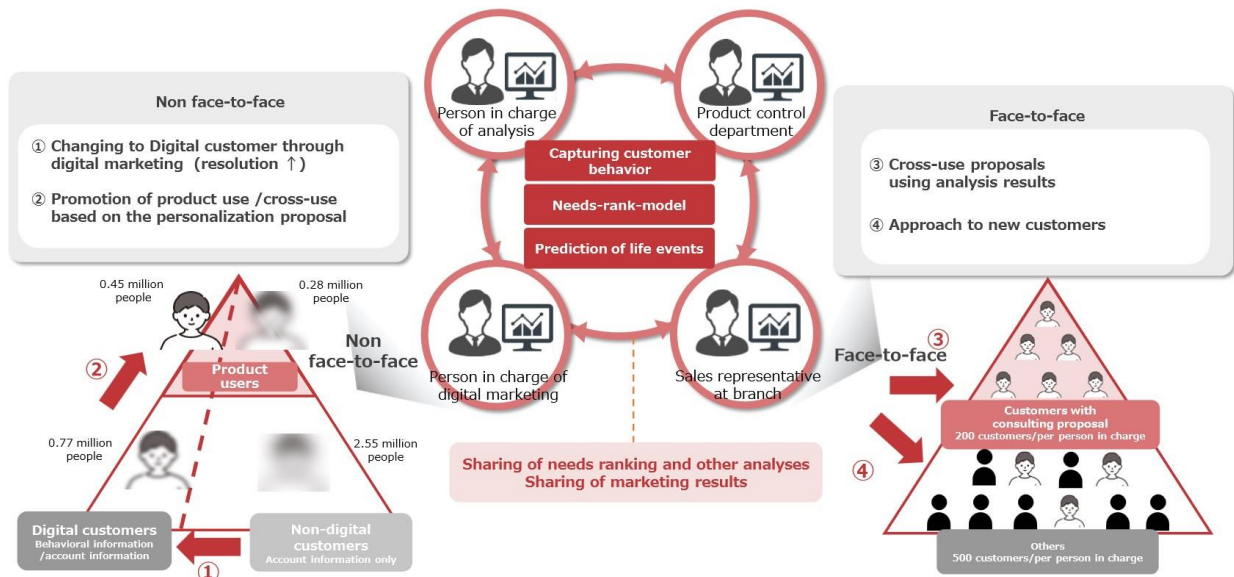 Non face-to-face
① Changing to Digital customer through
digital marketing (resolution ↑)
② Promotion of product use /cross-use
based on the personalization proposal
0.45 million
people
0.28 million
people
②
Product
users
0.77 million
people
2.55 million
people
Digital customers
Behavioral information
/account information
Non-digital
customers
Account information only
①
Non
face-to-face
Person in charge
of analysis
Product control
department
Capturing customer
behavior
Needs-rank-model
Prediction of life events
Person in charge of
digital marketing
Sales representative
at branch
Sharing of needs ranking and other analyses
Sharing of marketing results
Face-to-face
③ Cross-use proposals
using analysis results
④ Approach to new customers
Face-to-face
③
④
Customers with
consulting proposal
200 customers/per person in charge
Others
500 customers/per person in charge